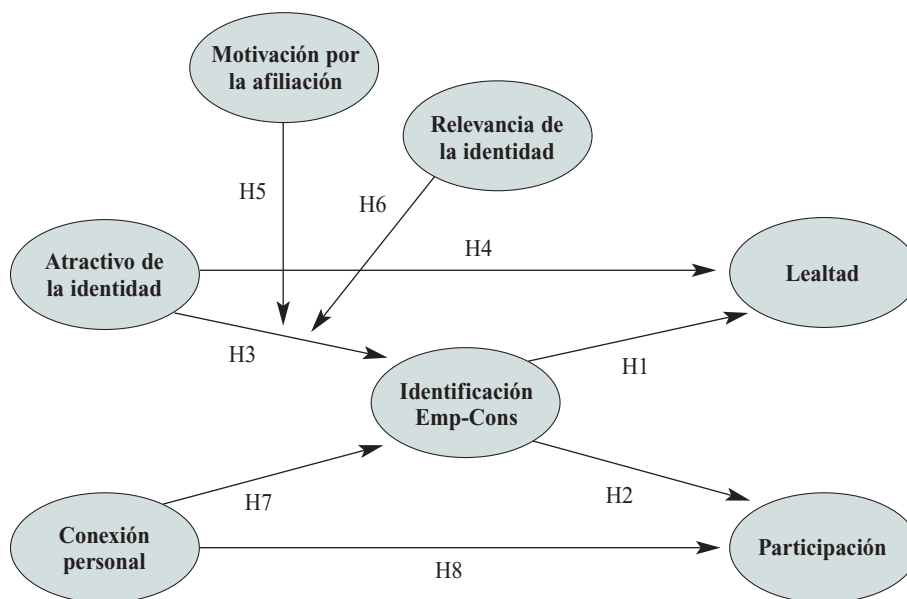 Motivación por
la afiliación
Relevancia de
la identidad
H5
H6
Atractivo de
la identidad
H4
Lealtad
H3
H1
Identificación
Emp-Cons
H7
H2
Conexión
personal
H8
Participación